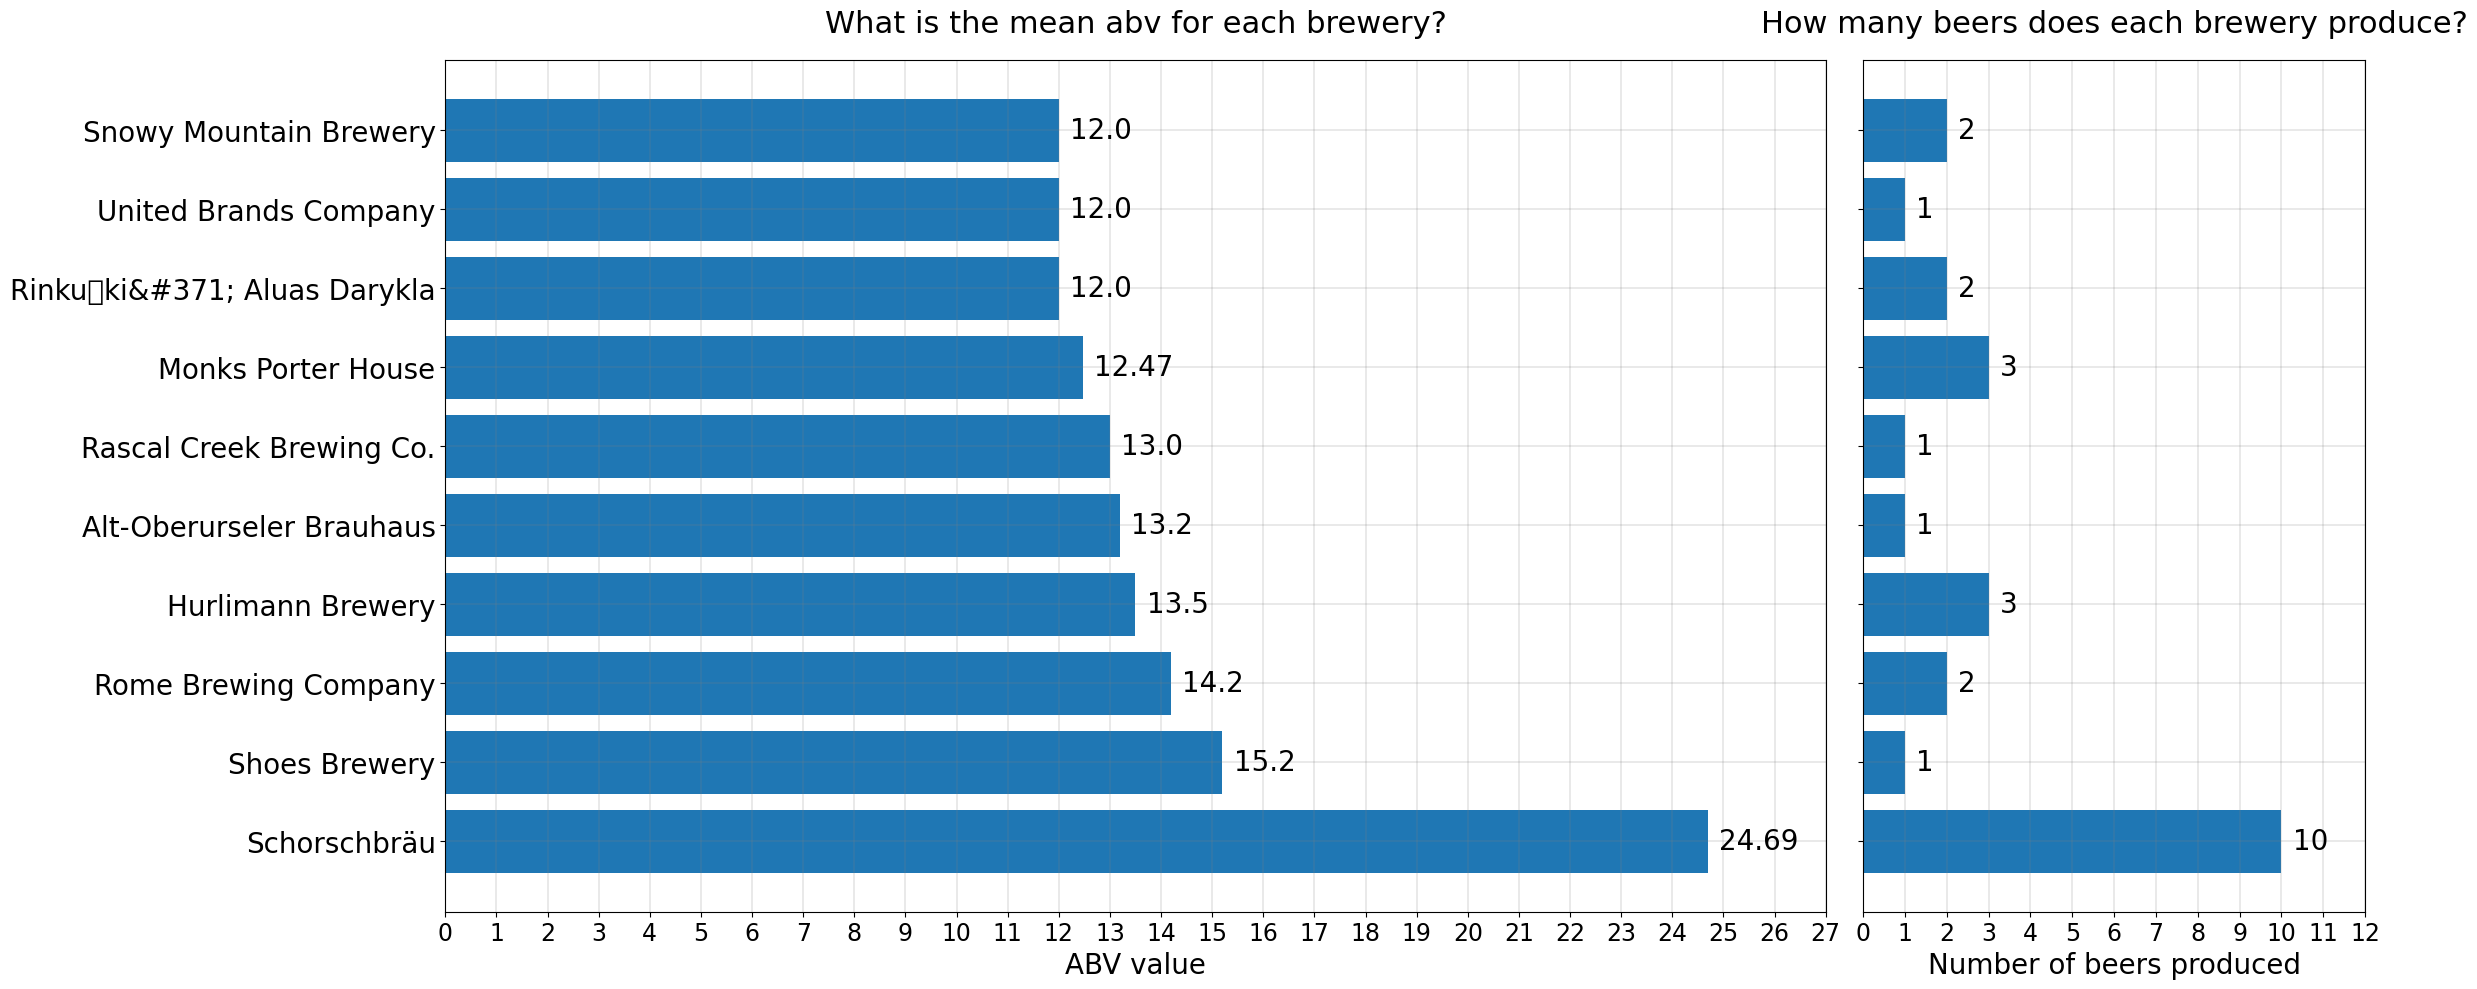 What is the mean abv for each brewery?
How many beers does each brewery produce?
Snowy Mountain Brewery 12.0 2
United Brands Company 12.0 1
Rinku▯ki&#371; Aluas Darykla 12.0 2
Monks Porter House 12.47 3
Rascal Creek Brewing Co. 13.0 1
Alt-Oberurseler Brauhaus 13.2 1
Hurlimann Brewery 13.5 3
Rome Brewing Company 14.2 2
Shoes Brewery 15.2 1
Schorschbräu 24.69 10
0 1 2 3 4 5 6 7 8 9 10 11 12 13 14 15 16 17 18 19 20 21 22 23 24 25 26 27
0 1 2 3 4 5 6 7 8 9 10 11 12
ABV value
Number of beers produced